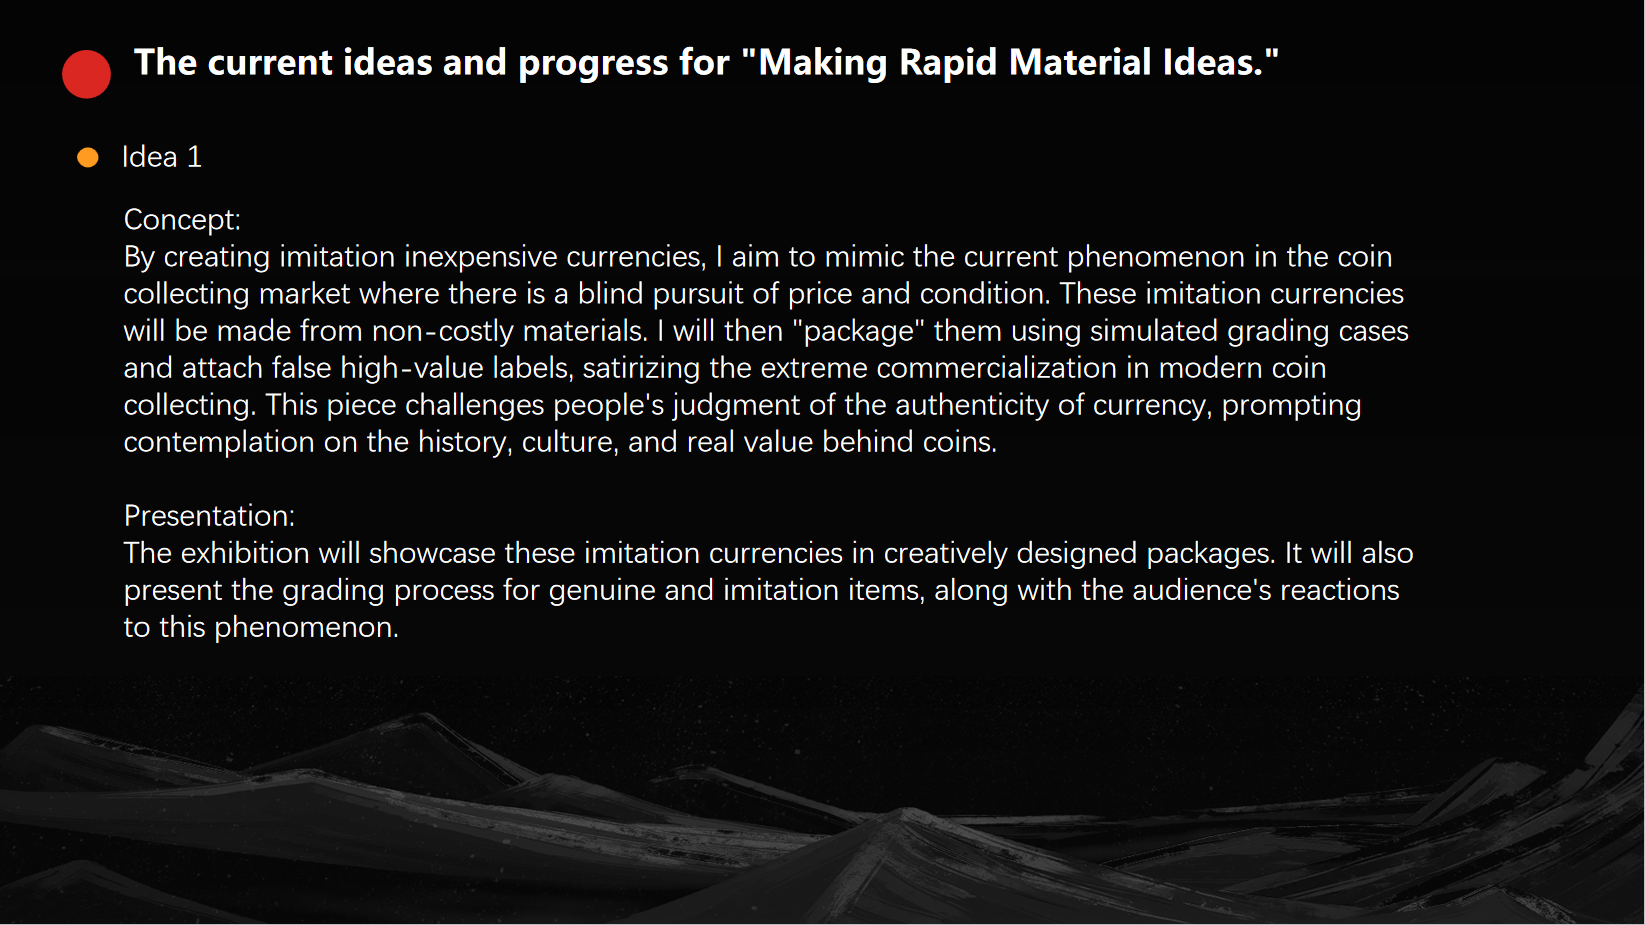 The current ideas and progress for "Making Rapid Material Ideas."
Idea 1
Concept:
By creating imitation inexpensive currencies, I aim to mimic the current phenomenon in the coin
collecting market where there is a blind pursuit of price and condition. These imitation currencies
will be made from non-costly materials. I will then "package" them using simulated grading cases
and attach false high-value labels, satirizing the extreme commercialization in modern coin
collecting. This piece challenges people's judgment of the authenticity of currency, prompting
contemplation on the history, culture, and real value behind coins.
Presentation:
The exhibition will showcase these imitation currencies in creatively designed packages. It will also
present the grading process for genuine and imitation items, along with the audience's reactions
to this phenomenon.